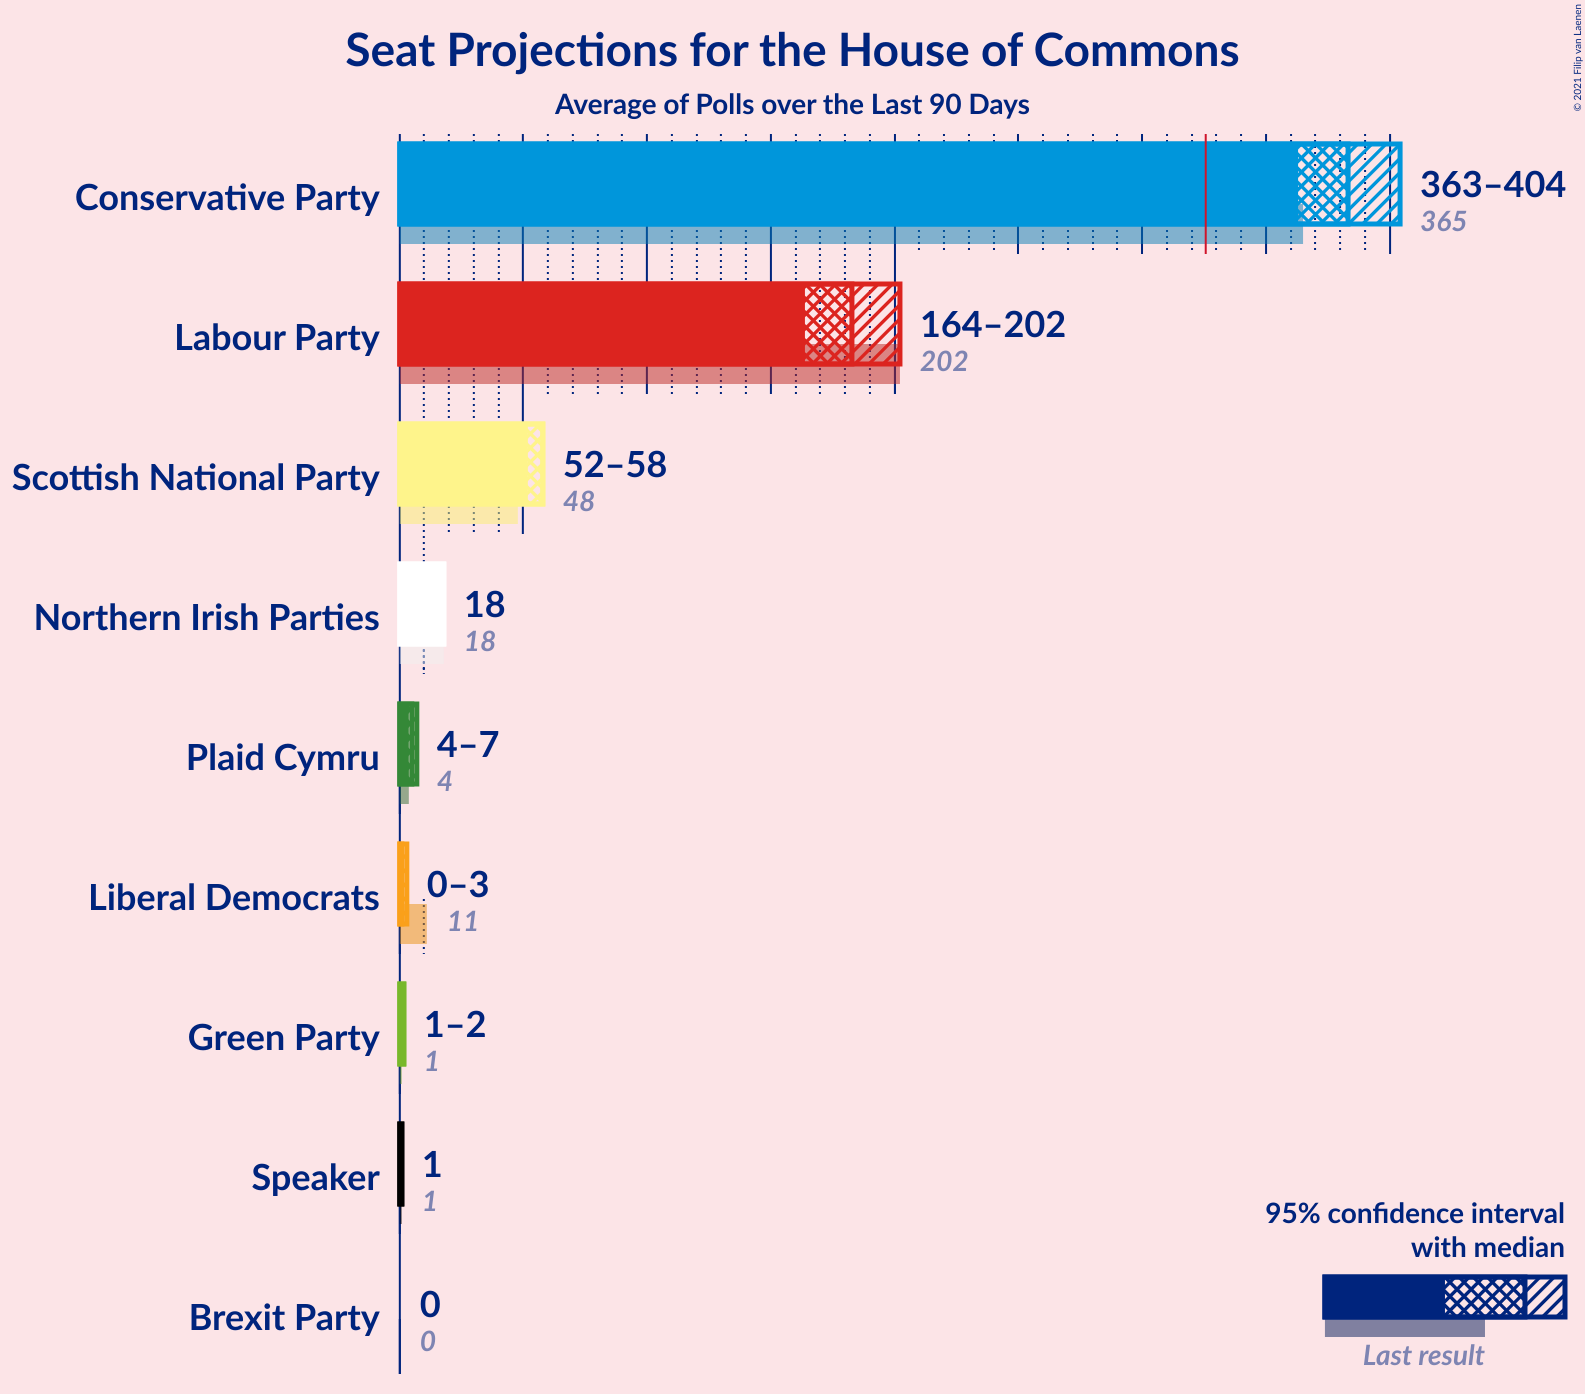 Seat Projections for the House of Commons
Average of Polls over the Last 90 Days
© 2021 Filip van Laenen
Conservative Party
363–404
365
Labour Party
164–202
202
Scottish National Party
52–58
48
Northern Irish Parties
18
18
Plaid Cymru
4–7
4
Liberal Democrats
0–3
11
Green Party
1–2
1
Speaker
1
1
Brexit Party
0
0
95% confidence interval
with median
Last result